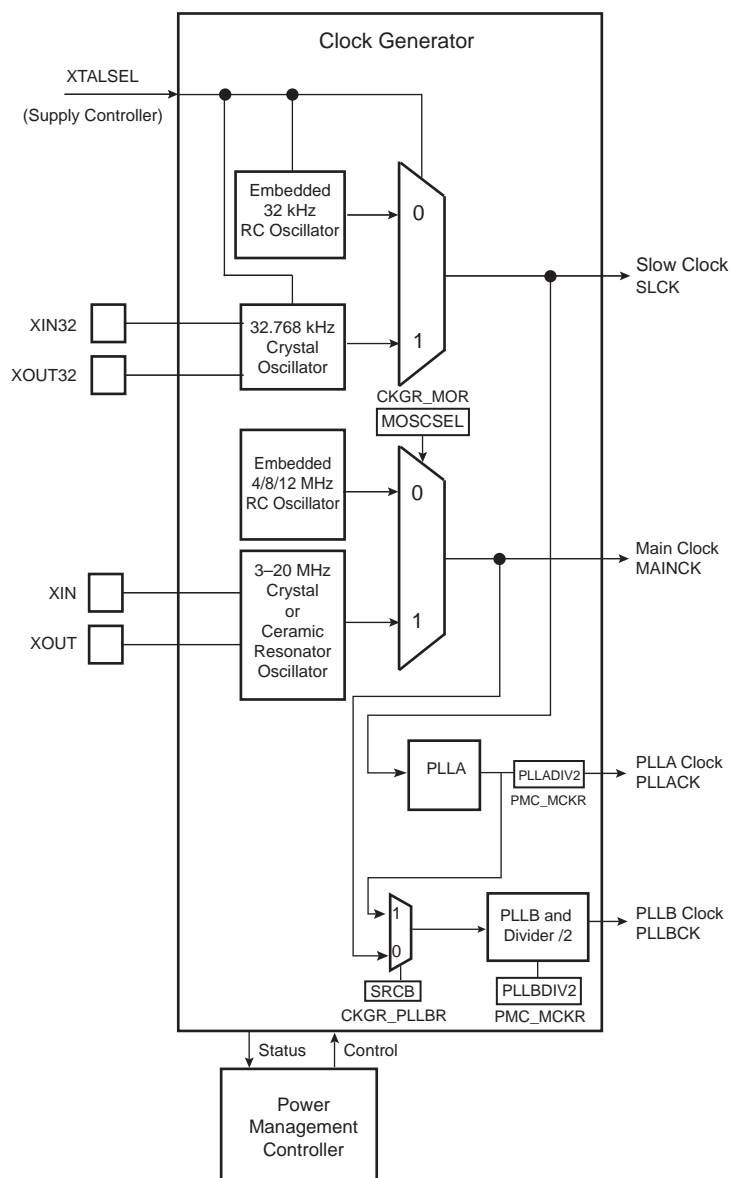 Clock Generator
XTALSEL
(Supply Controller)
Embedded
32 kHz
RC Oscillator
0
Slow Clock
SLCK
XIN32
XOUT32
32.768 kHz
Crystal
Oscillator
1
CKGR_MOR
MOSCSEL
Embedded
4/8/12 MHz
RC Oscillator
0
Main Clock
MAINCK
XIN
XOUT
3–20 MHz
Crystal
or
Ceramic
Resonator
Oscillator
1
PLLA
PLLADIV2
PMC_MCKR
PLLA Clock
PLLACK
1
0
PLLB and
Divider /2
PLLB Clock
PLLBCK
SRCB
CKGR_PLLBR
PLLBDIV2
PMC_MCKR
Status
Control
Power
Management
Controller